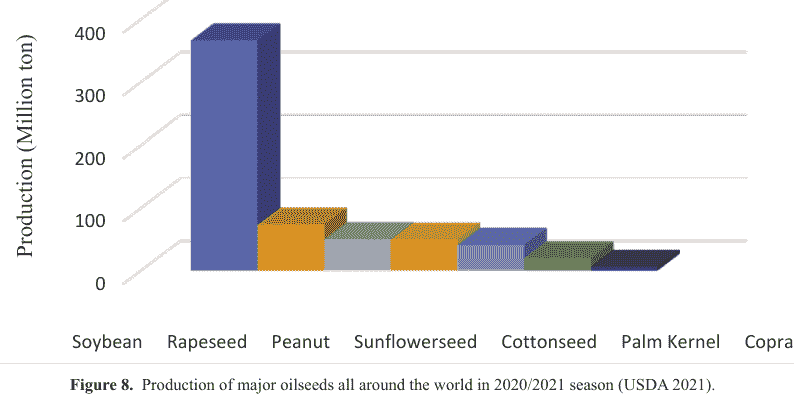 Production (Million ton)
400
300
200
100
0
Soybean Rapeseed Peanut Sunflowerseed Cottonseed Palm Kernel Copra
Figure 8. Production of major oilseeds all around the world in 2020/2021 season (USDA 2021).